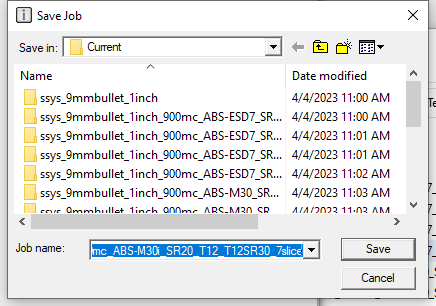 Save Job
Save in: Current
Name Date modified
ssys_9mmbullet_1inch 4/4/2023 11:00 AM
ssys_9mmbullet_1inch_900mc_ABS-ESD7_SR... 4/4/2023 11:00 AM
ssys_9mmbullet_1inch_900mc_ABS-ESD7_SR... 4/4/2023 11:01 AM
ssys_9mmbullet_1inch_900mc_ABS-ESD7_SR... 4/4/2023 11:01 AM
ssys_9mmbullet_1inch_900mc_ABS-ESD7_SR... 4/4/2023 11:02 AM
ssys_9mmbullet_1inch_900mc_ABS-M30_SR... 4/4/2023 11:03 AM
ssys_9mmbullet_1inch_900mc_ABS-M30_SR... 4/4/2023 11:03 AM
Job name: mc_ABS-M30i_SR20_T12_T12SR30_7slice
Save
Cancel